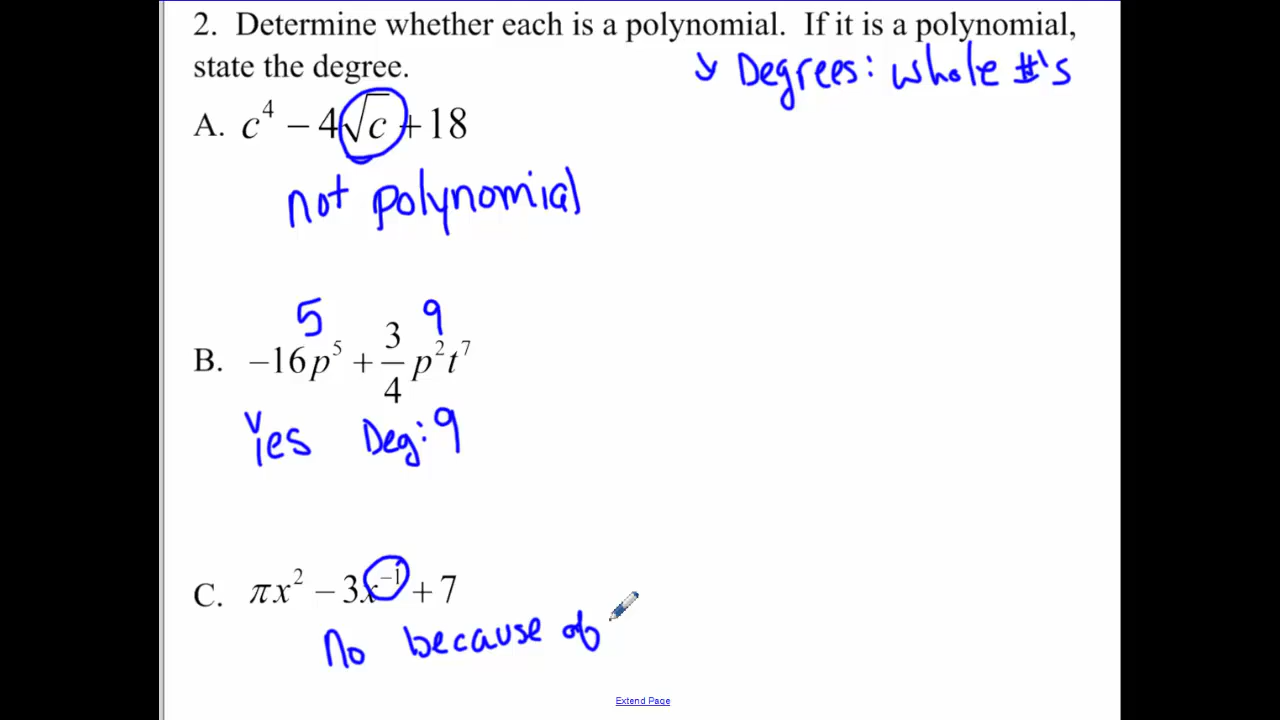 2. Determine whether each is a polynomial. If it is a polynomial,
state the degree.
↘ Degrees: whole #'s
A. c⁴ − 4√c + 18
not polynomial
5 9
B. −16p⁵ + 3/4 p²t⁷
Yes Deg: 9
C. πx² − 3x⁻¹ + 7
No because of
Extend Page